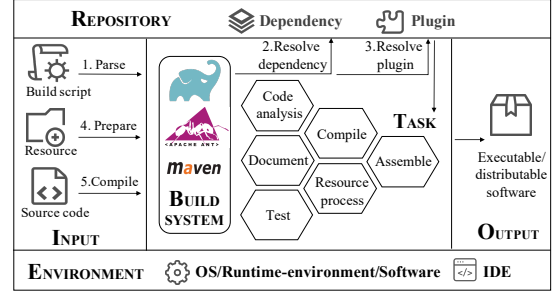 REPOSITORY
Dependency
Plugin
1. Parse
Build script
4. Prepare
Resource
5.Compile
Source code
INPUT
<APACHE ANT>
maven
BUILD
SYSTEM
2.Resolve
dependency
3.Resolve
plugin
Code
analysis
Compile
TASK
Document
Assemble
Resource
process
Test
Executable/
distributable
software
OUTPUT
ENVIRONMENT
OS/Runtime-environment/Software
</>
IDE